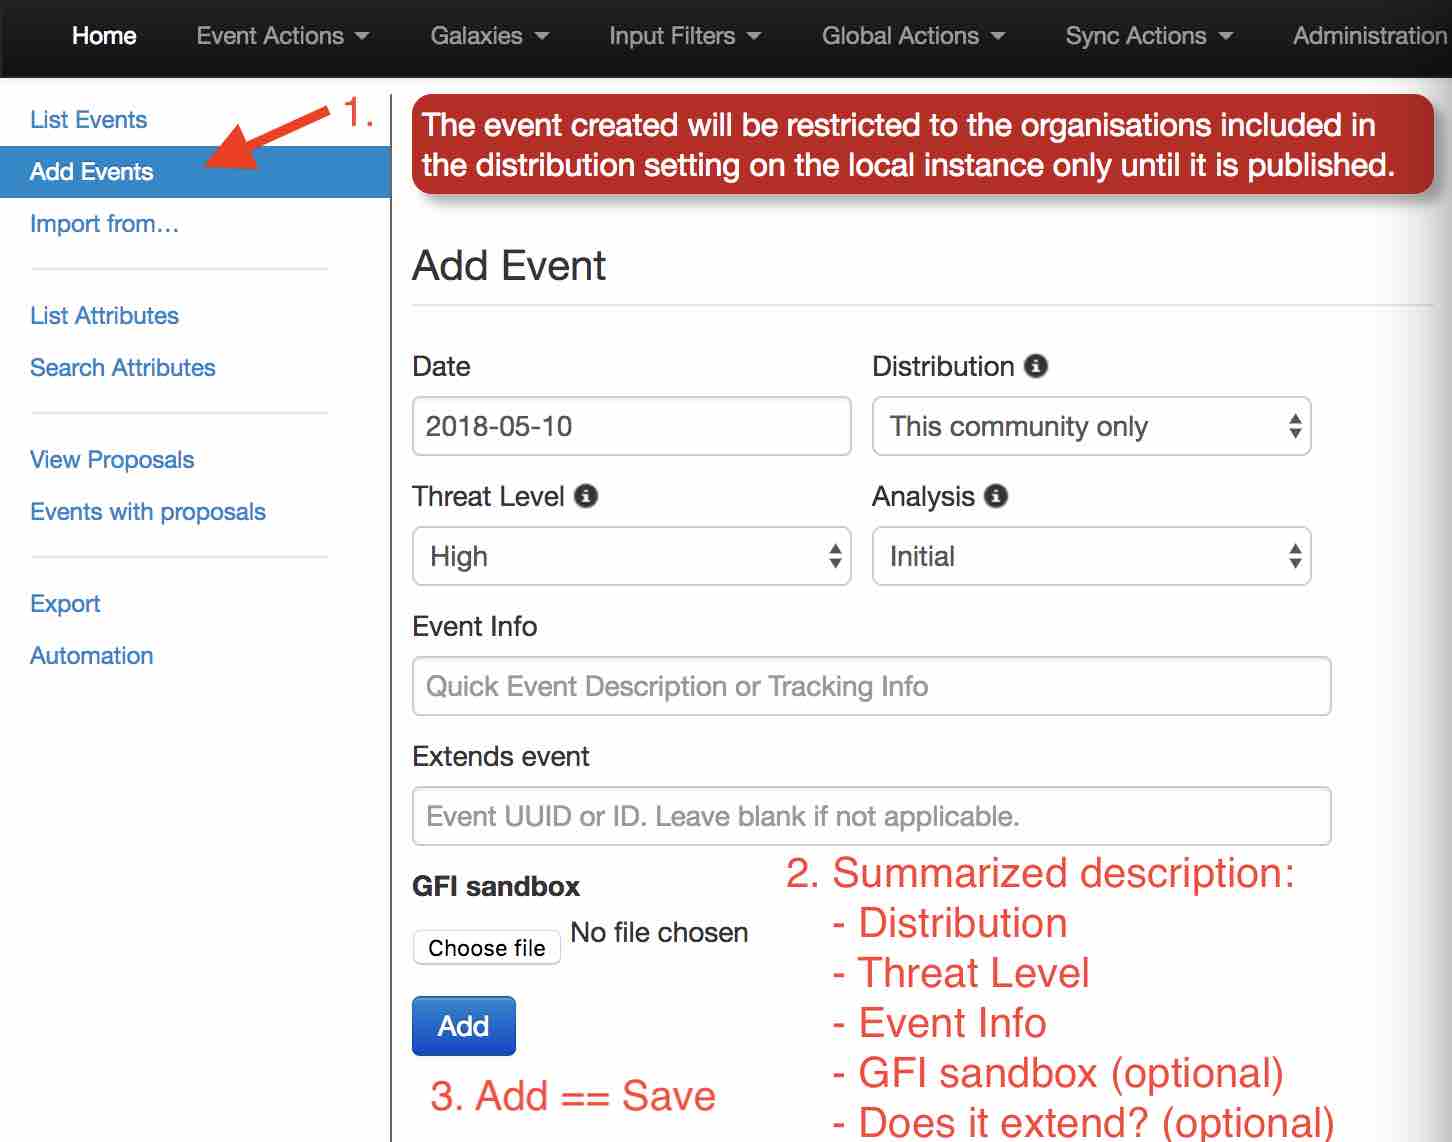 Home Event Actions Galaxies Input Filters Global Actions Sync Actions Administration
List Events
1.
Add Events
Import from...
List Attributes
Search Attributes
View Proposals
Events with proposals
Export
Automation
The event created will be restricted to the organisations included in
the distribution setting on the local instance only until it is published.
Add Event
Date
2018-05-10
Distribution
This community only
Threat Level
High
Analysis
Initial
Event Info
Quick Event Description or Tracking Info
Extends event
Event UUID or ID. Leave blank if not applicable.
GFI sandbox
Choose file No file chosen
Add
3. Add == Save
2. Summarized description:
- Distribution
- Threat Level
- Event Info
- GFI sandbox (optional)
- Does it extend? (optional)